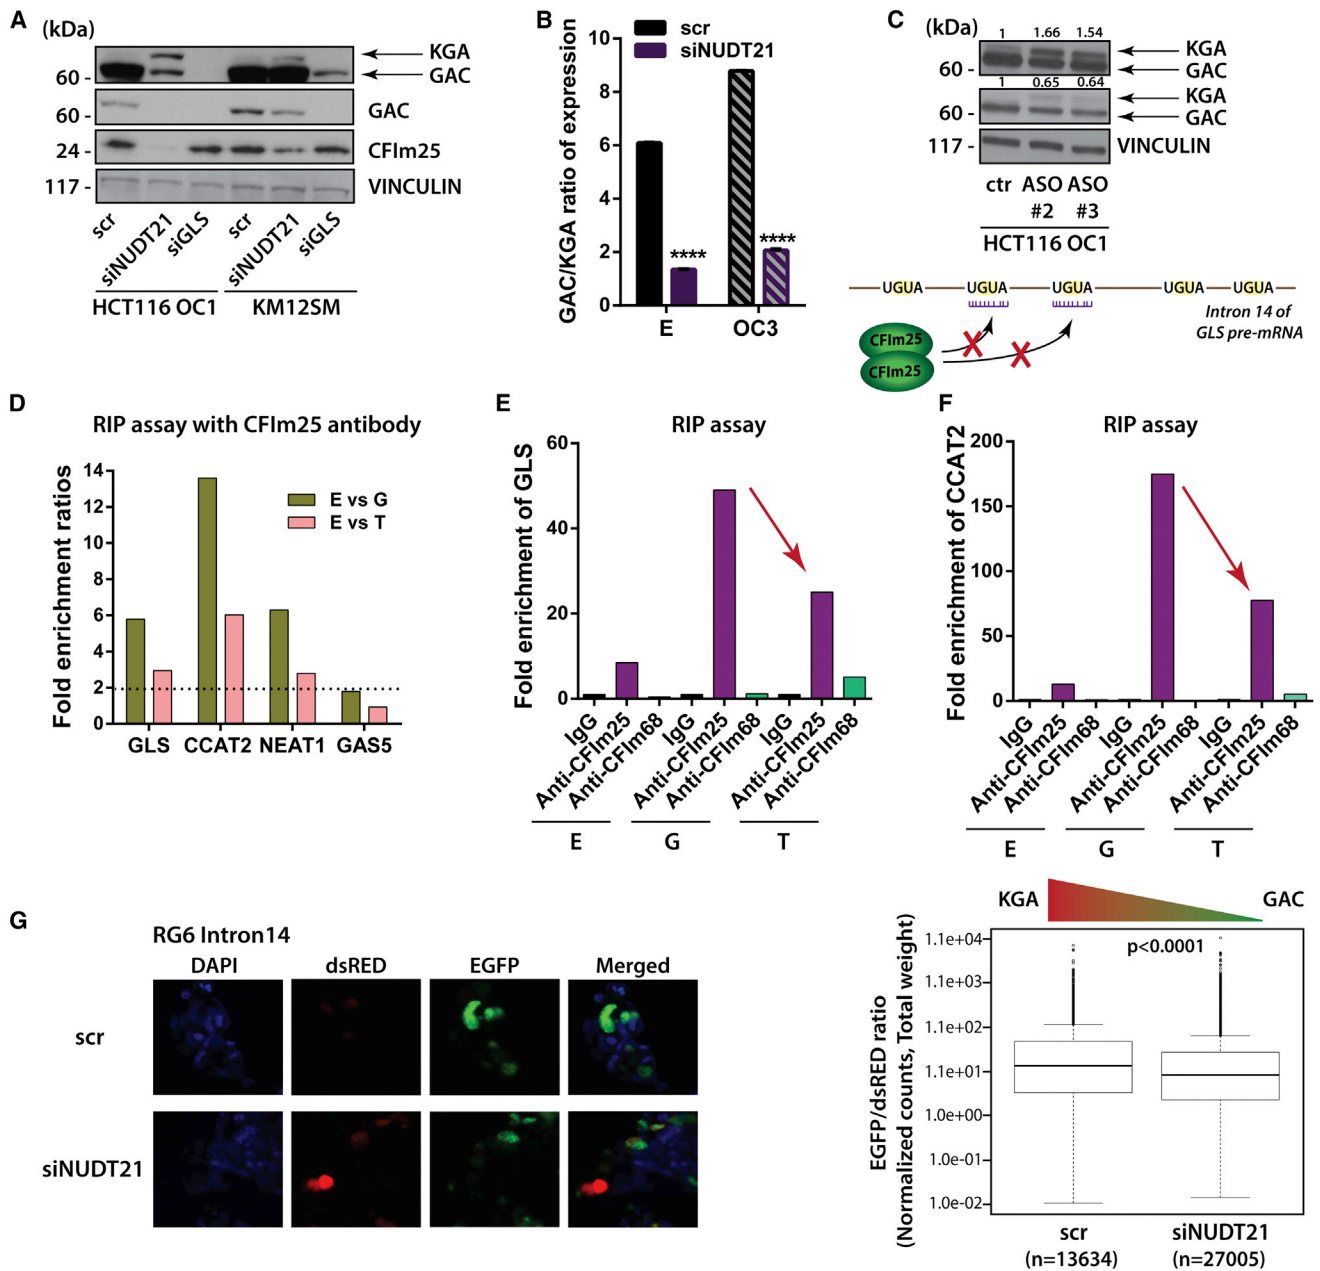 A
(kDa)
KGA
60 -
GAC
60 -
GAC
24 -
CFIm25
117 -
VINCULIN
scr
siNUDT21
siGLS
scr
siNUDT21
siGLS
HCT116 OC1
KM12SM
B
GAC/KGA ratio of expression
scr
siNUDT21
10
8
6
4
2
0
****
****
E
OC3
C
(kDa)
1 1.66 1.54
KGA
60 -
GAC
1 0.65 0.64
KGA
60 -
GAC
117 -
VINCULIN
ctr ASO ASO
#2 #3
HCT116 OC1
UGUA UGUA UGUA UGUA UGUA
Intron 14 of
GLS pre-mRNA
CFIm25
CFIm25
D
RIP assay with CFIm25 antibody
Fold enrichment ratios
14
12
10
8
6
4
2
0
E vs G
E vs T
GLS CCAT2 NEAT1 GAS5
E
RIP assay
Fold enrichment of GLS
60
40
20
0
IgG
Anti-CFIm25
Anti-CFIm68
IgG
Anti-CFIm25
Anti-CFIm68
IgG
Anti-CFIm25
Anti-CFIm68
E
G
T
F
RIP assay
Fold enrichment of CCAT2
200
150
100
50
0
IgG
Anti-CFIm25
Anti-CFIm68
IgG
Anti-CFIm25
Anti-CFIm68
IgG
Anti-CFIm25
Anti-CFIm68
E
G
T
G
RG6 Intron14
DAPI dsRED EGFP Merged
scr
siNUDT21
KGA
GAC
EGFP/dsRED ratio
(Normalized counts, Total weight)
p<0.0001
1.1e+04
1.1e+03
1.1e+02
1.1e+01
1.0e+00
1.0e-01
1.0e-02
scr
(n=13634)
siNUDT21
(n=27005)